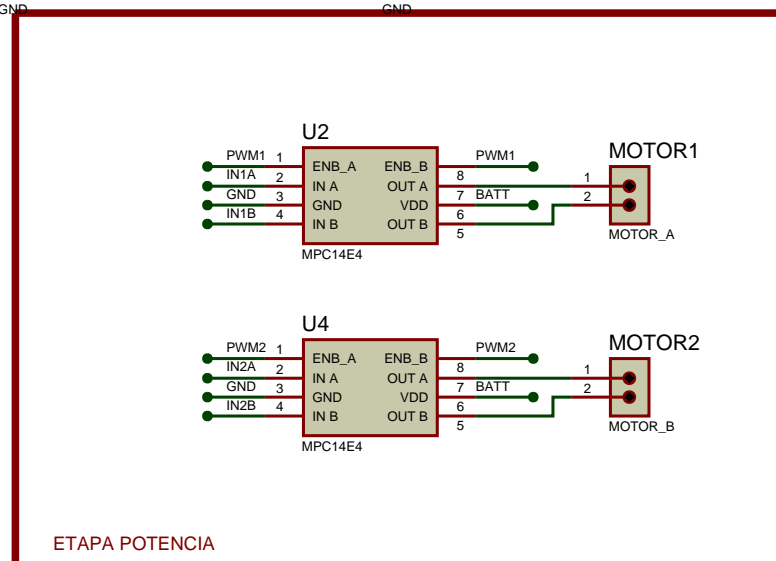 GND
GND
U2
PWM1 1 ENB_A ENB_B 8 PWM1
IN1A 2 IN A OUT A 7 1
GND 3 GND VDD 6 BATT 2
IN1B 4 IN B OUT B 5
MPC14E4
MOTOR1
MOTOR_A
U4
PWM2 1 ENB_A ENB_B 8 PWM2
IN2A 2 IN A OUT A 7 1
GND 3 GND VDD 6 BATT 2
IN2B 4 IN B OUT B 5
MPC14E4
MOTOR2
MOTOR_B
ETAPA POTENCIA